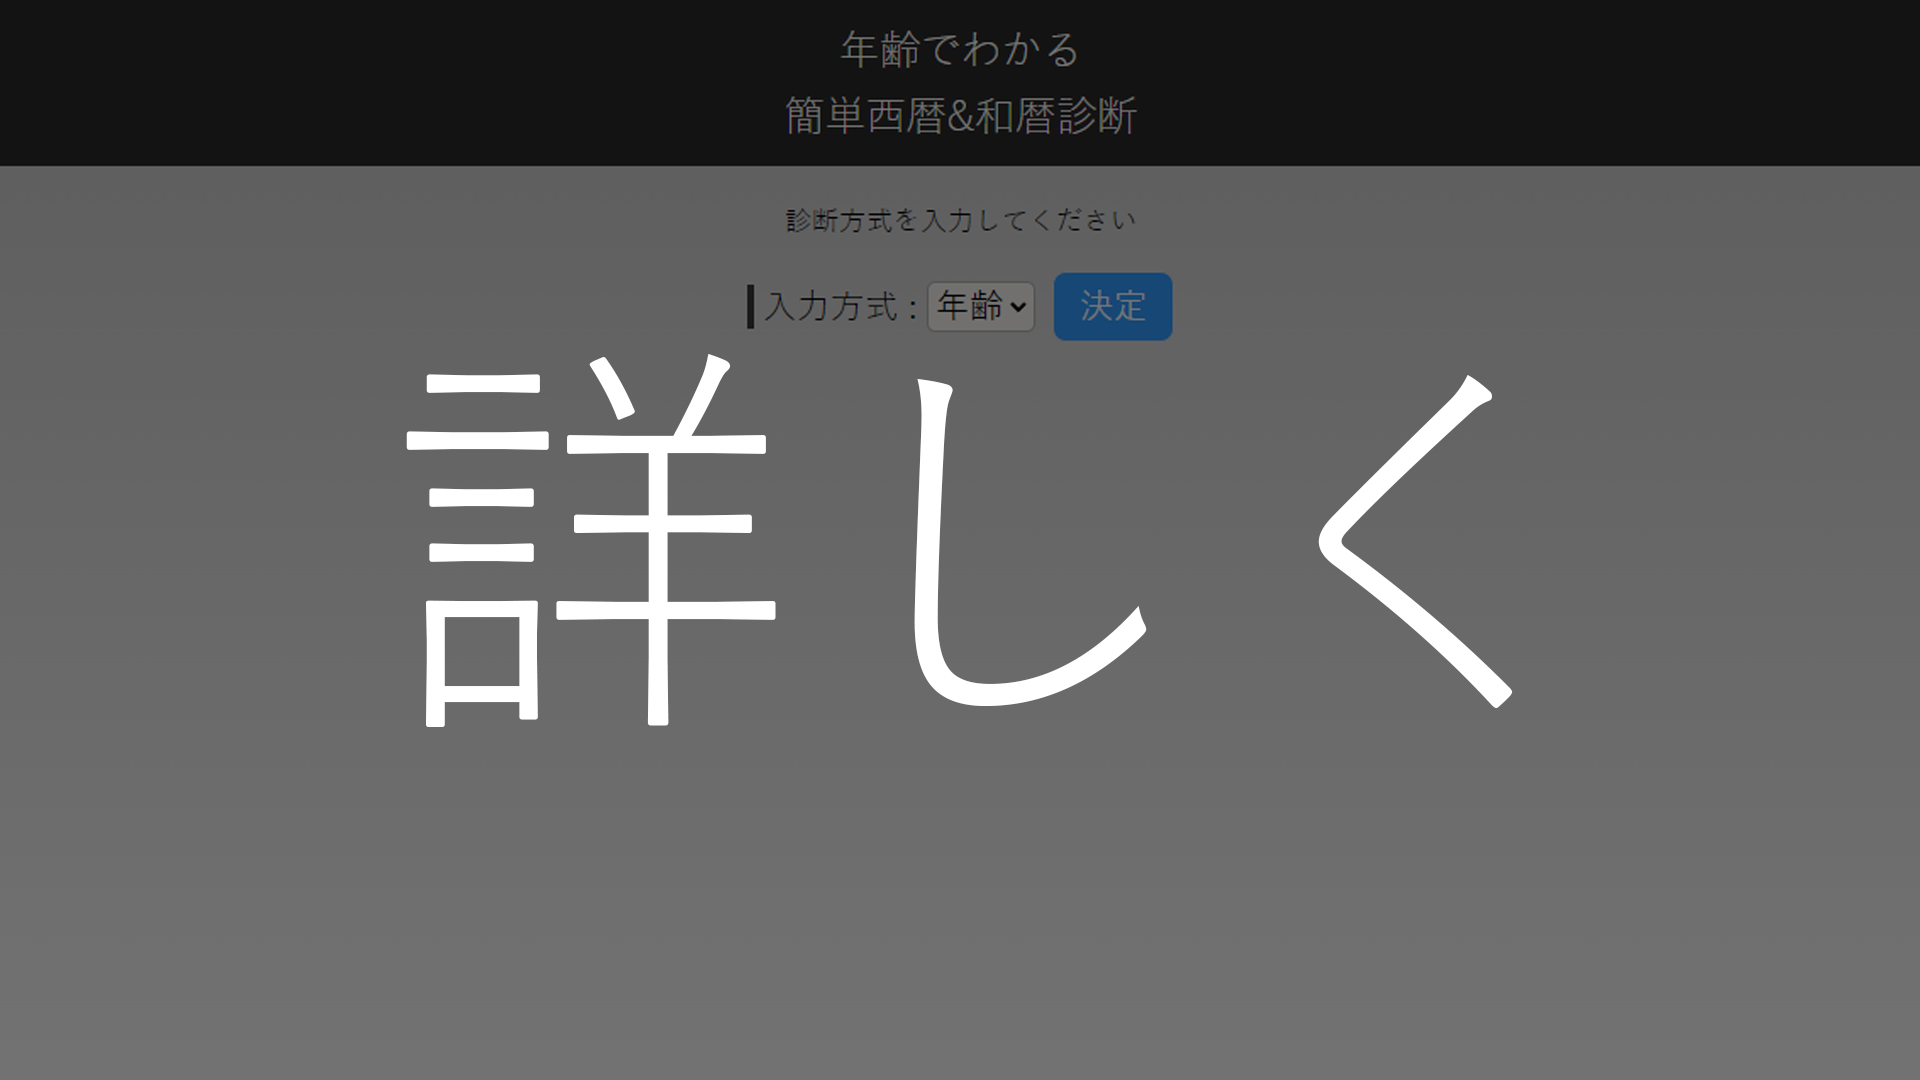 年齢でわかる
簡単西暦&和暦診断
診断方式を入力してください
入力方式 : 年齢 決定
詳しく